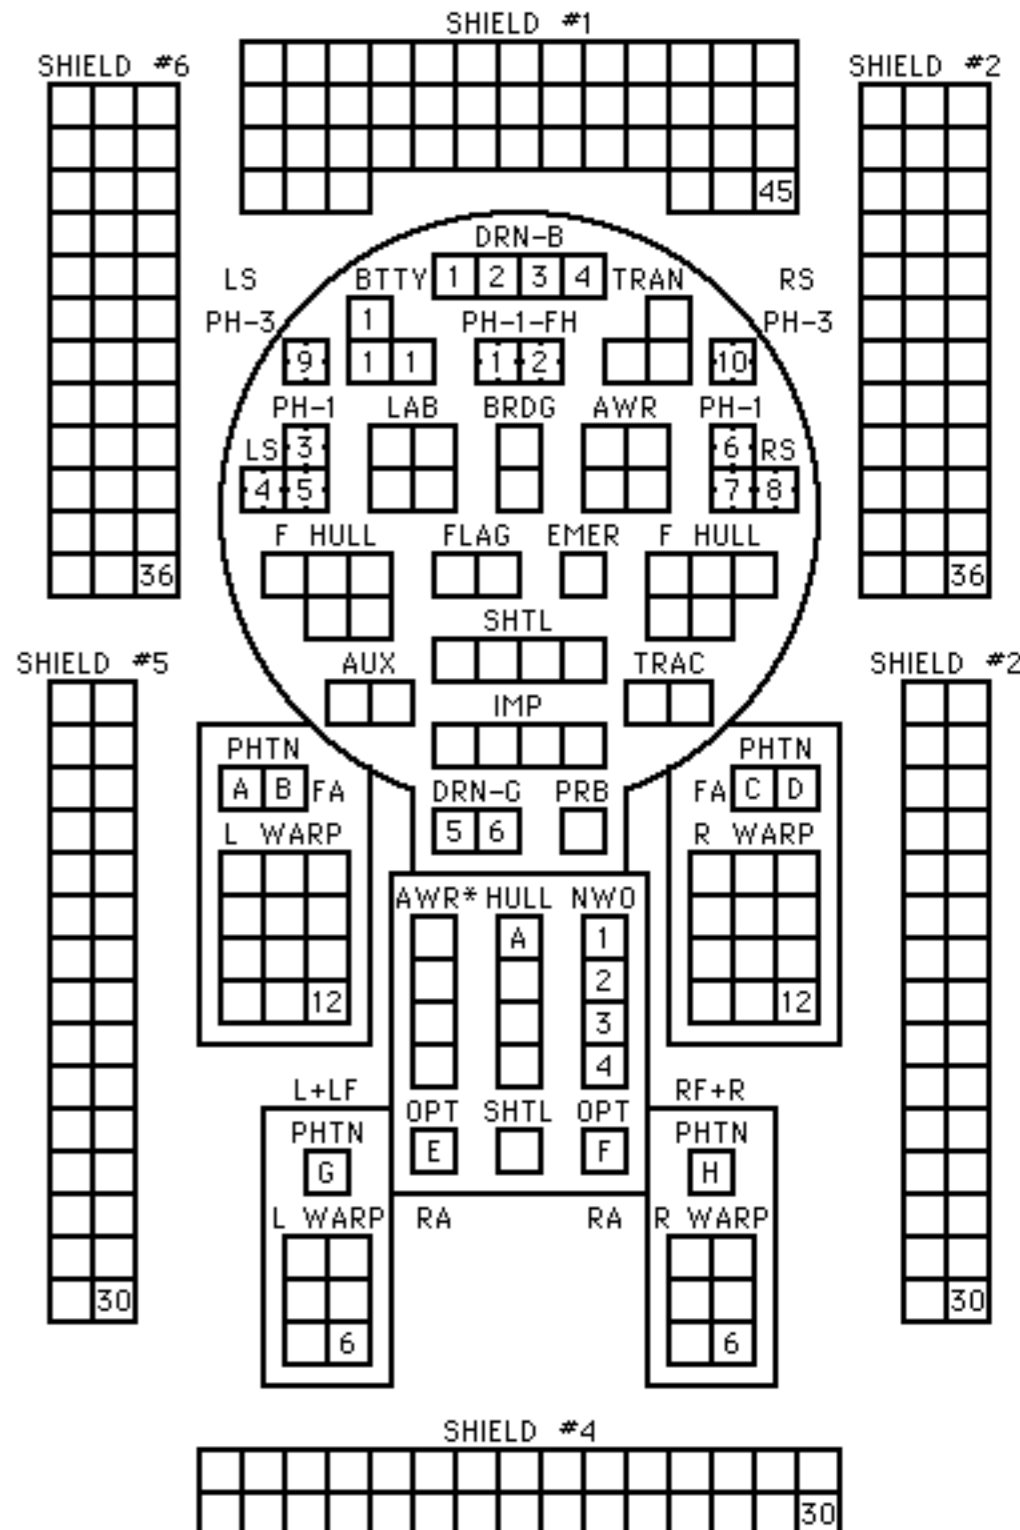 SHIELD #1
SHIELD #6
SHIELD #2
45
DRN-B
LS BTTY 1 2 3 4 TRAN RS
PH-3 1 PH-1-FH PH-3
9 1 1 1 2 10
PH-1 LAB BRDG AWR PH-1
LS 3 6 RS
4 5 7 8
F HULL FLAG EMER F HULL
36 36
SHTL
SHIELD #5 AUX TRAC SHIELD #2
IMP
PHTN PHTN
A B FA DRN-G PRB FA C D
L WARP 5 6 R WARP
AWR* HULL NWO
A 1
2
12 3 12
4
L+LF OPT SHTL OPT RF+R
PHTN E F PHTN
G H
L WARP RA RA R WARP
30 30
6 6
SHIELD #4
30